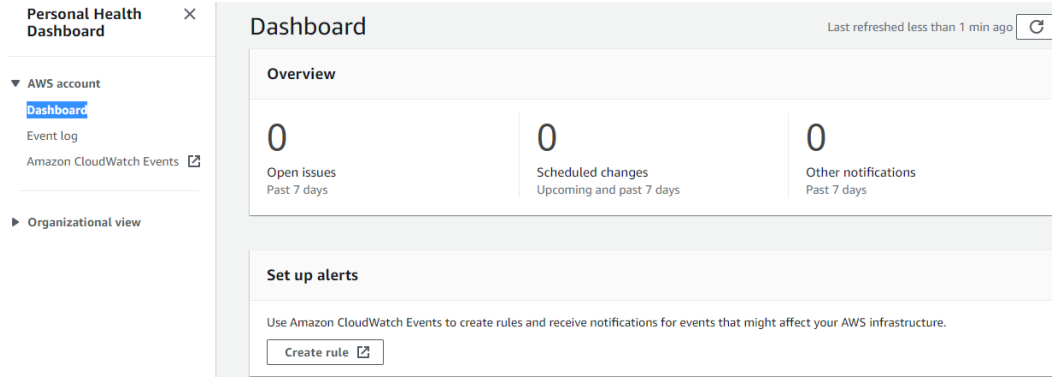 Personal Health
Dashboard
AWS account
Dashboard
Event log
Amazon CloudWatch Events
Organizational view
Dashboard
Last refreshed less than 1 min ago
Overview
0
Open issues
Past 7 days
0
Scheduled changes
Upcoming and past 7 days
0
Other notifications
Past 7 days
Set up alerts
Use Amazon CloudWatch Events to create rules and receive notifications for events that might affect your AWS infrastructure.
Create rule